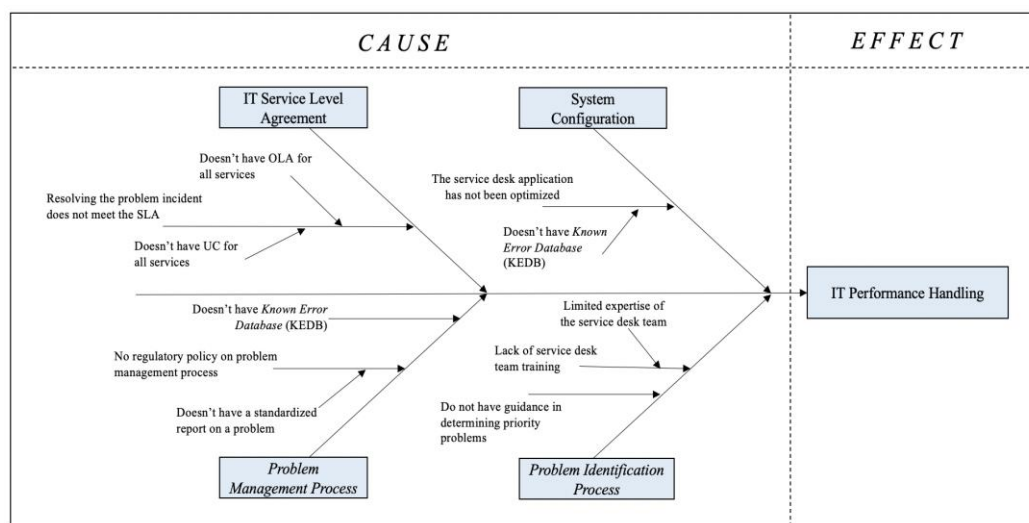 CAUSE
EFFECT
IT Service Level
Agreement
System
Configuration
Doesn't have OLA for
all services
Resolving the problem incident
does not meet the SLA
Doesn't have UC for
all services
The service desk application
has not been optimized
Doesn't have Known
Error Database
(KEDB)
IT Performance Handling
Doesn't have Known Error
Database (KEDB)
No regulatory policy on problem
management process
Doesn't have a standardized
report on a problem
Limited expertise of
the service desk team
Lack of service desk
team training
Do not have guidance in
determining priority
problems
Problem
Management Process
Problem Identification
Process